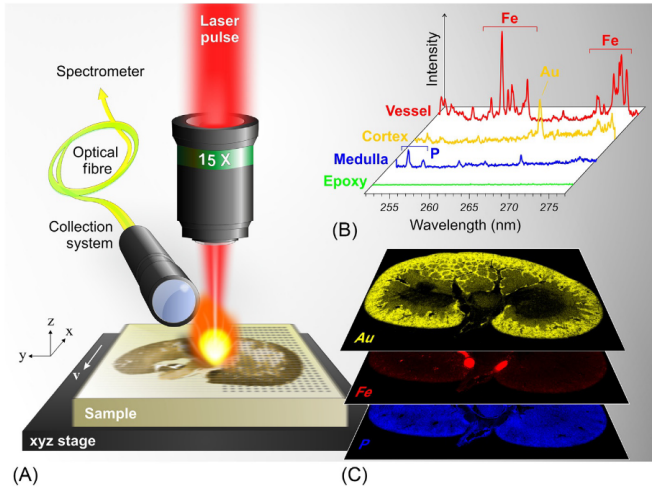 Laser
pulse
Spectrometer
Optical
fibre
Collection
system
15 X
z
x
y
v
Sample
xyz stage
(A)
Intensity
Fe
Fe
Au
Vessel
Cortex
Medulla
P
Epoxy
255 260 265 270 275
Wavelength (nm)
(B)
Au
Fe
P
(C)